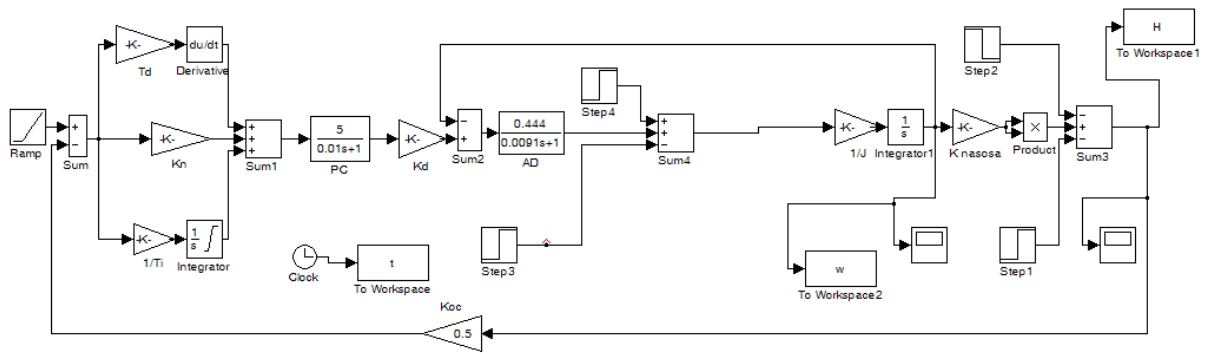 -K-
Td
du/dt
Derivative
Ramp
+
−
Sum
-K-
Kn
-K-
1/Ti
1
s
Integrator
+
+
+
Sum1
5
0.01s+1
PC
-K-
Kd
−
+
Sum2
0.444
0.0091s+1
AD
Step4
+
+
−
Sum4
Step3
Clock
t
To Workspace
-K-
1/J
1
s
Integrator1
-K-
K nasosa
×
Product
Step2
−
+
−
Sum3
H
To Workspace1
w
To Workspace2
Step1
Koc
0.5